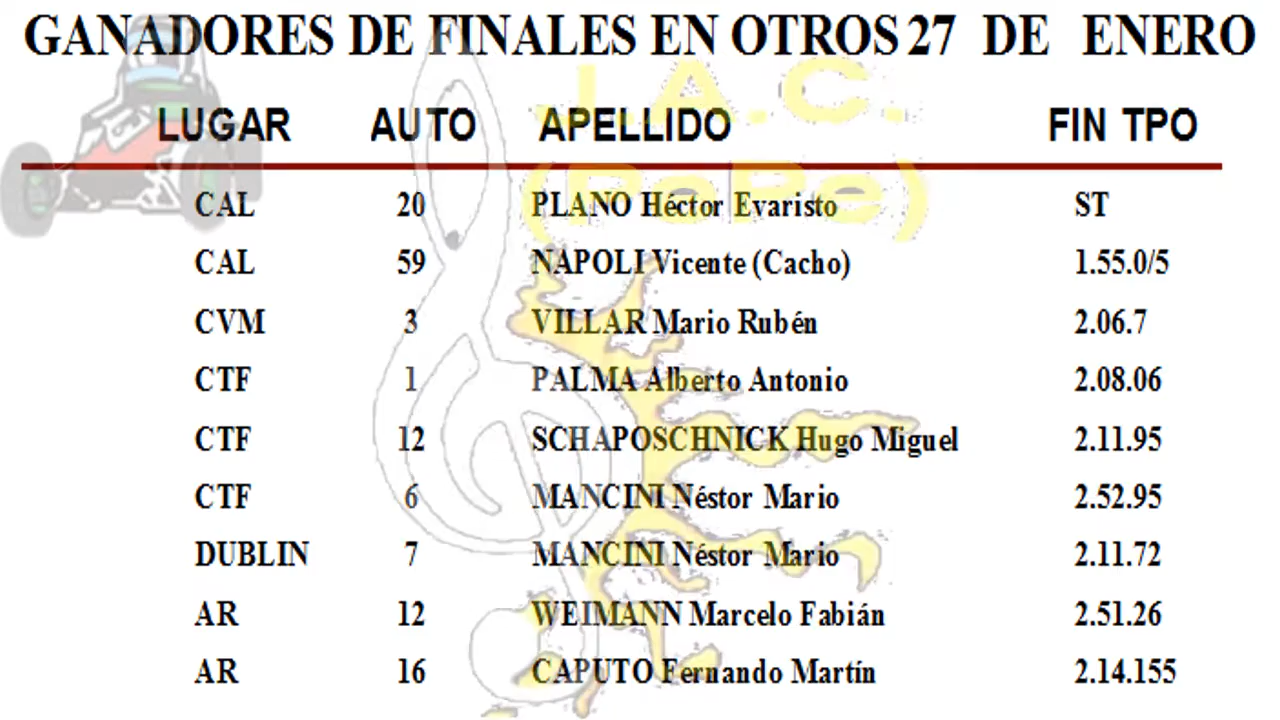 GANADORES DE FINALES EN OTROS 27 DE ENERO
J.A.C.
LUGAR AUTO APELLIDO FIN TPO
(PePe)
CAL 20 PLANO Héctor Evaristo ST
CAL 59 NAPOLI Vicente (Cacho) 1.55.0/5
CVM 3 VILLAR Mario Rubén 2.06.7
CTF 1 PALMA Alberto Antonio 2.08.06
CTF 12 SCHAPOSCHNICK Hugo Miguel 2.11.95
CTF 6 MANCINI Néstor Mario 2.52.95
DUBLIN 7 MANCINI Néstor Mario 2.11.72
AR 12 WEIMANN Marcelo Fabián 2.51.26
AR 16 CAPUTO Fernando Martín 2.14.155